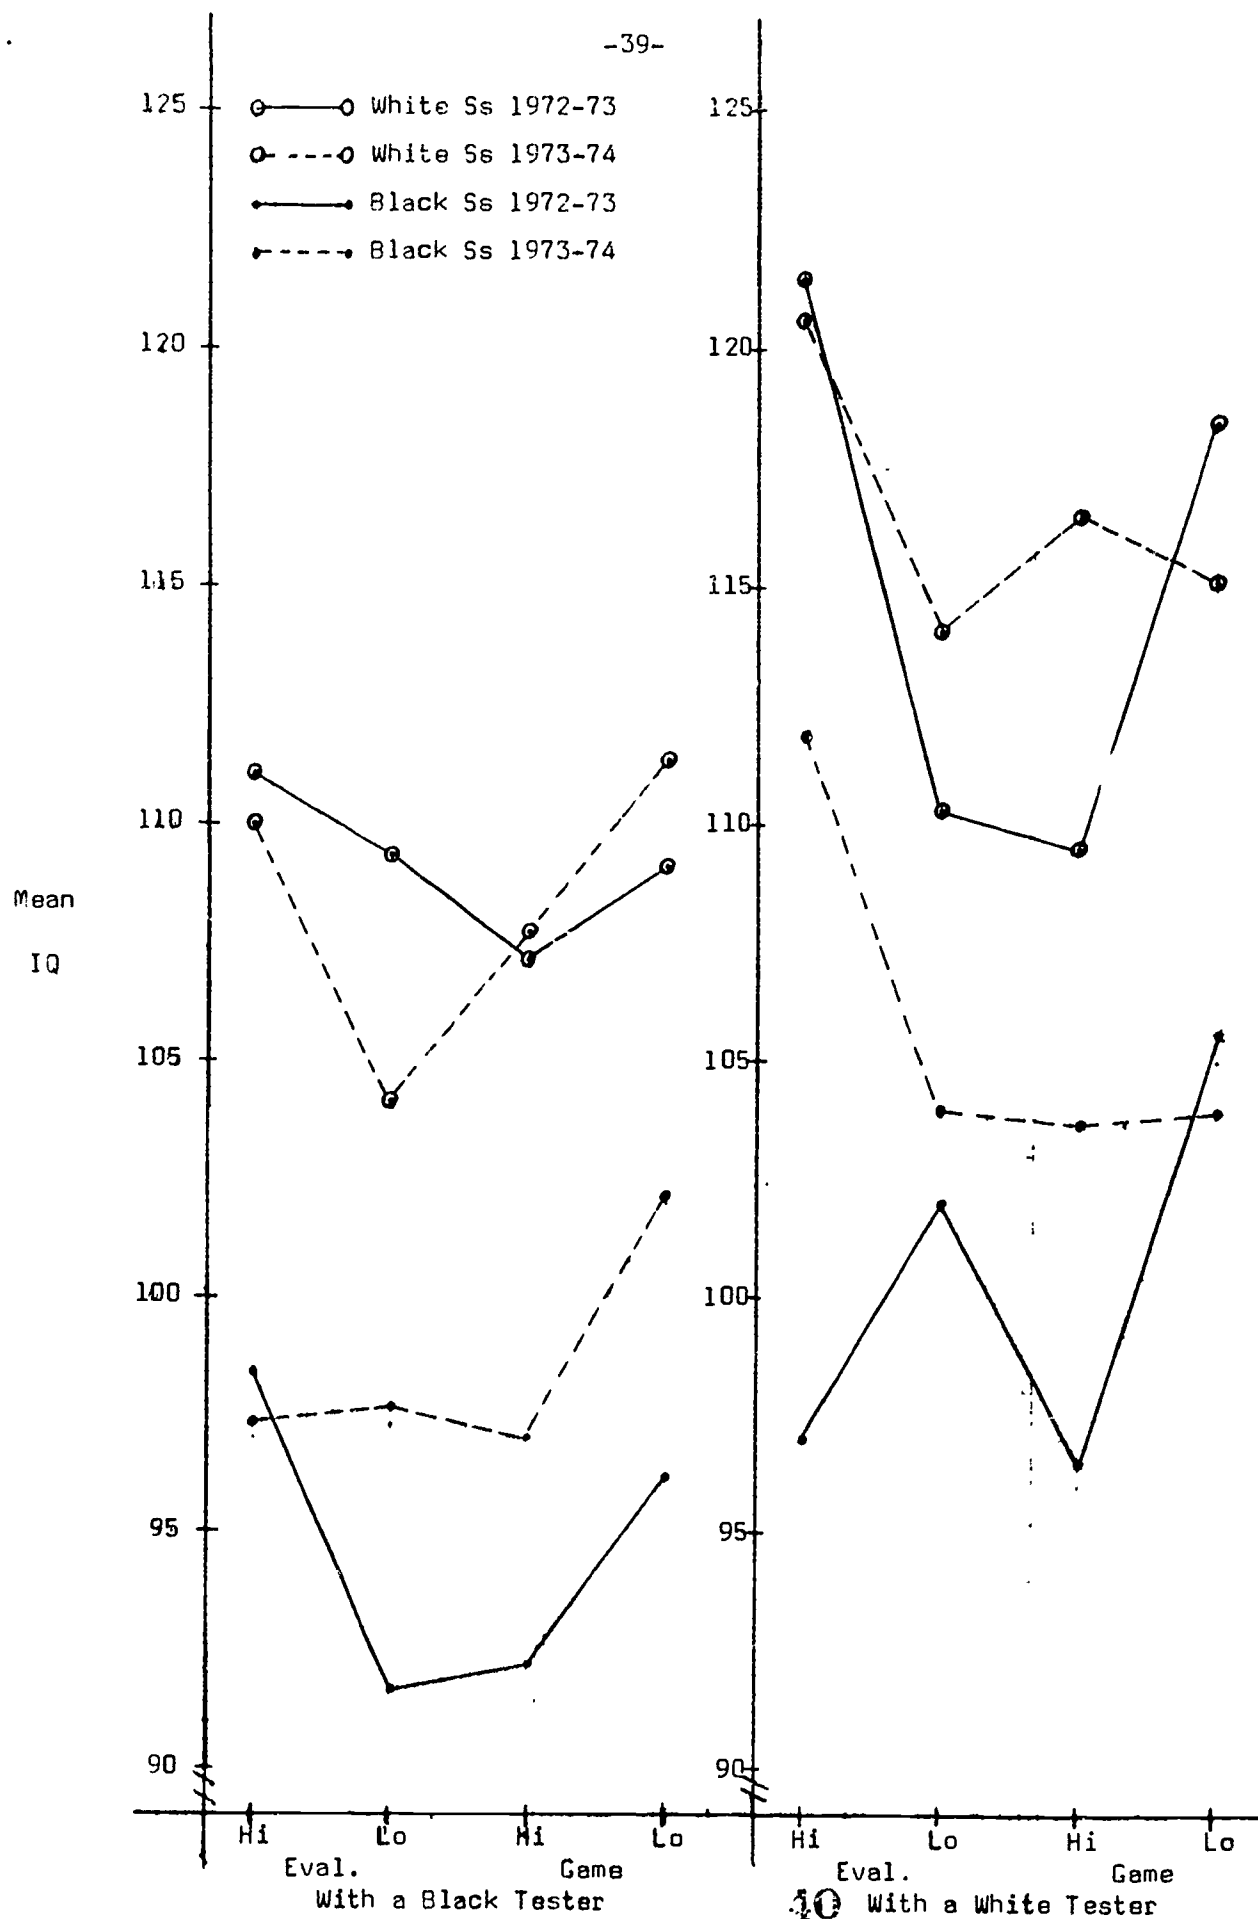 -39-
White Ss 1972-73
White Ss 1973-74
Black Ss 1972-73
Black Ss 1973-74
125
120
115
110
105
100
95
90
Mean
IQ
Hi Lo Hi Lo
Eval. Game
With a Black Tester
125
120
115
110
105
100
95
90
Hi Lo Hi Lo
Eval. Game
40 With a White Tester